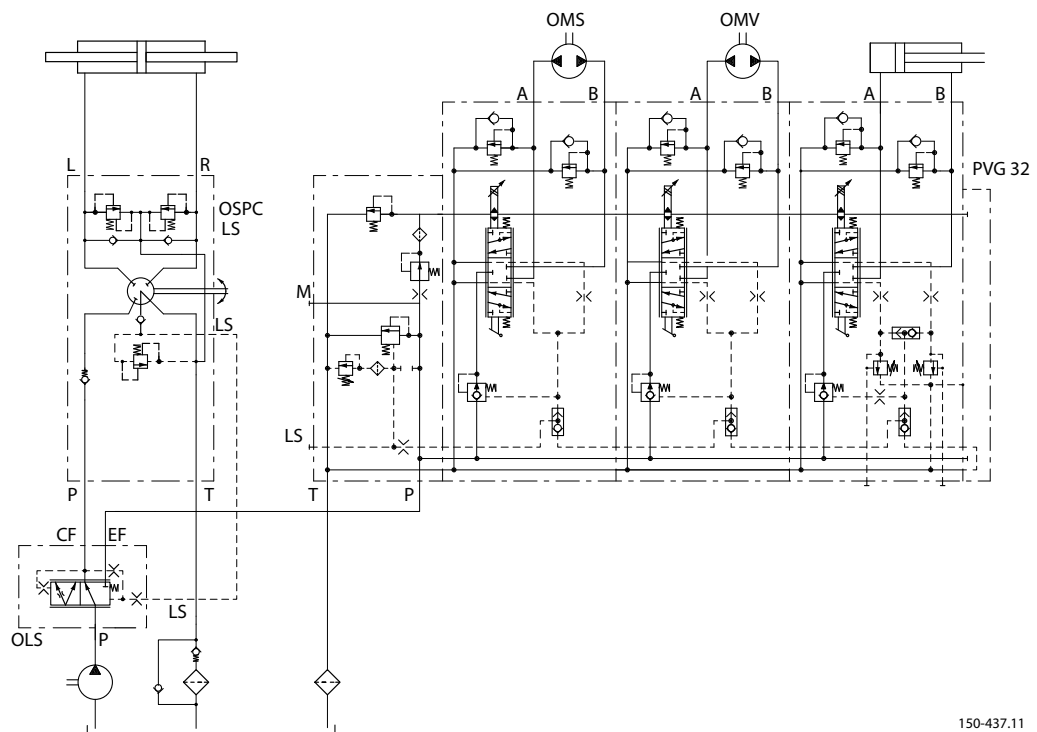 OMS
OMV
A
B
A
B
A
B
PVG 32
L
R
OSPC
LS
M
LS
LS
P
T
T
P
CF
EF
LS
OLS
P
150-437.11